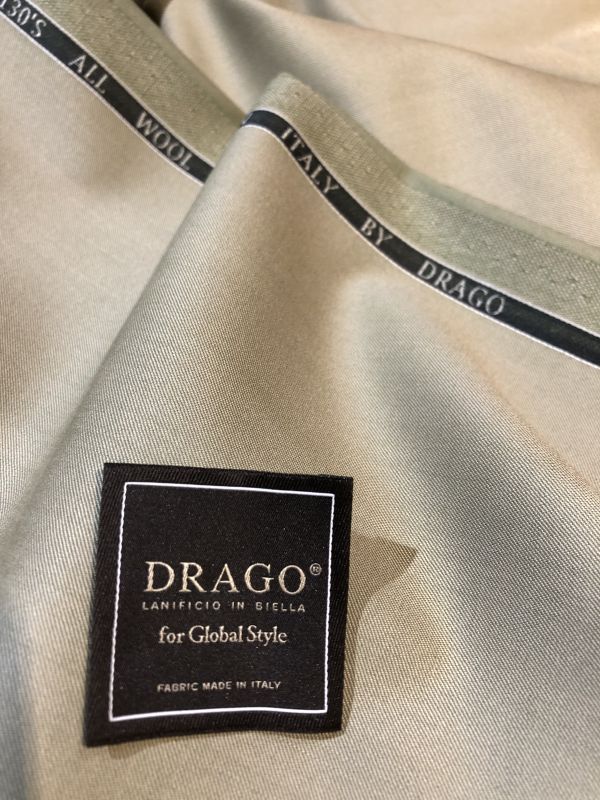 130'S ALL WOOL
ITALY BY DRAGO
DRAGO®
LANIFICIO IN BIELLA
for Global Style
FABRIC MADE IN ITALY